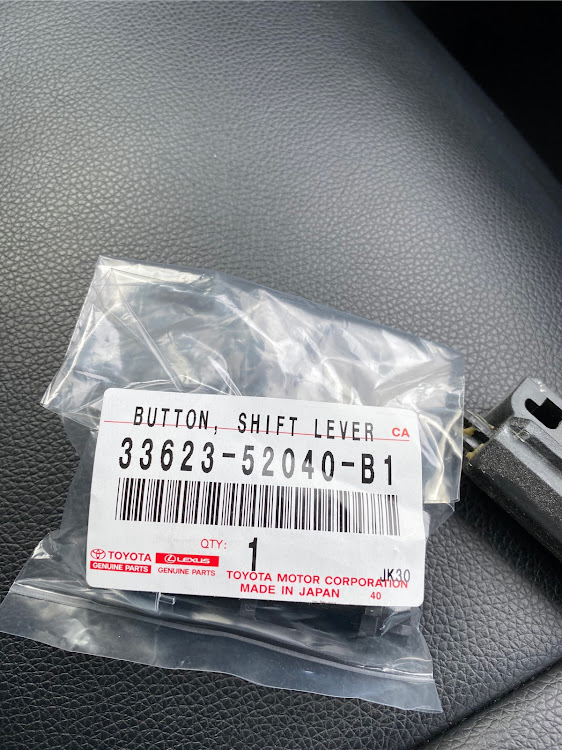 BUTTON, SHIFT LEVER CA
33623-52040-B1
QTY: 1
TOYOTA LEXUS
GENUINE PARTS GENUINE PARTS
TOYOTA MOTOR CORPORATION JK30
MADE IN JAPAN 40